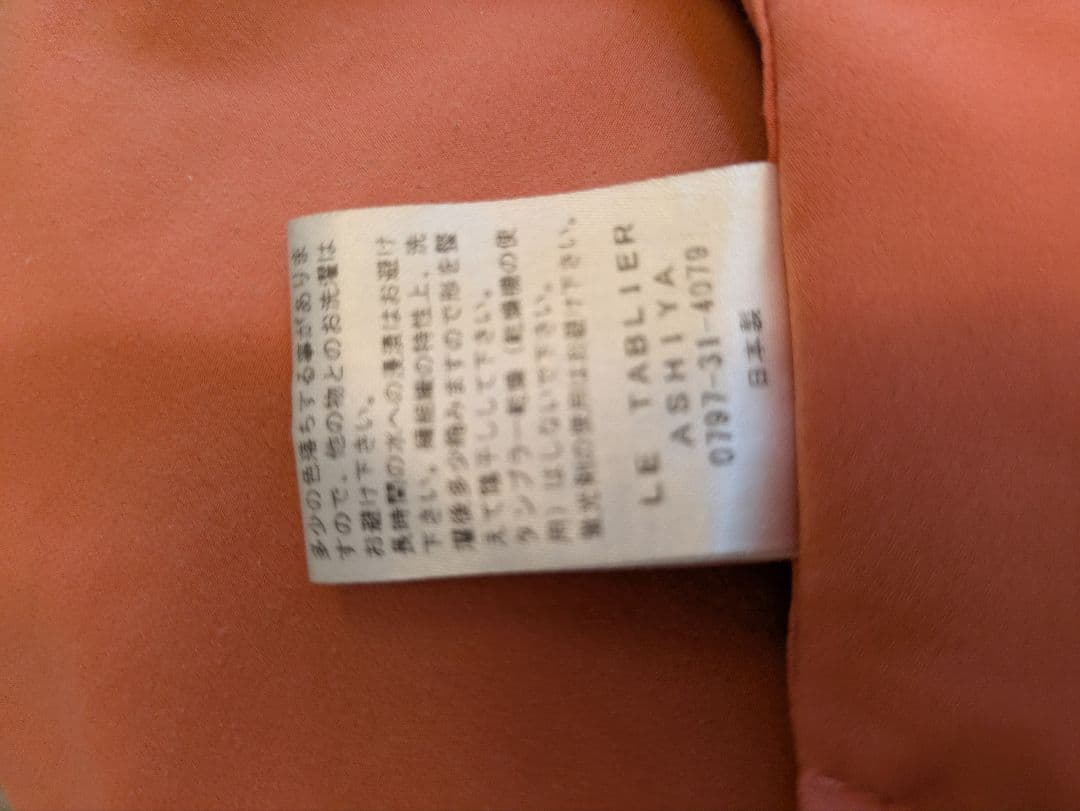 多少の色落ちする事がありま
すので、他の物とのお洗濯は
お避け下さい。
長時間の水への浸漬はお避け
下さい。繊維の特性上、洗
濯後多少縮みますので形を整
えて陰干しして下さい。
タンブラー乾燥（乾燥機の使
用）はしないで下さい。
蛍光剤の使用はお避け下さい。
LE TABLIER
ASHIYA
0797-31-4079
日本製